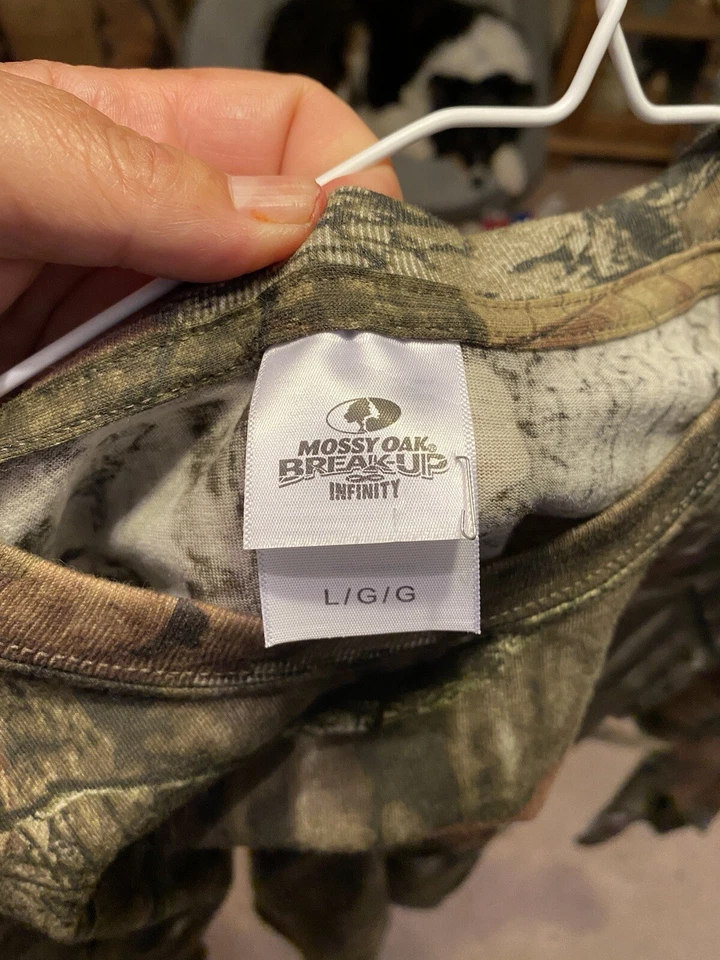 MOSSY OAK®
BREAK-UP
INFINITY
L/G/G